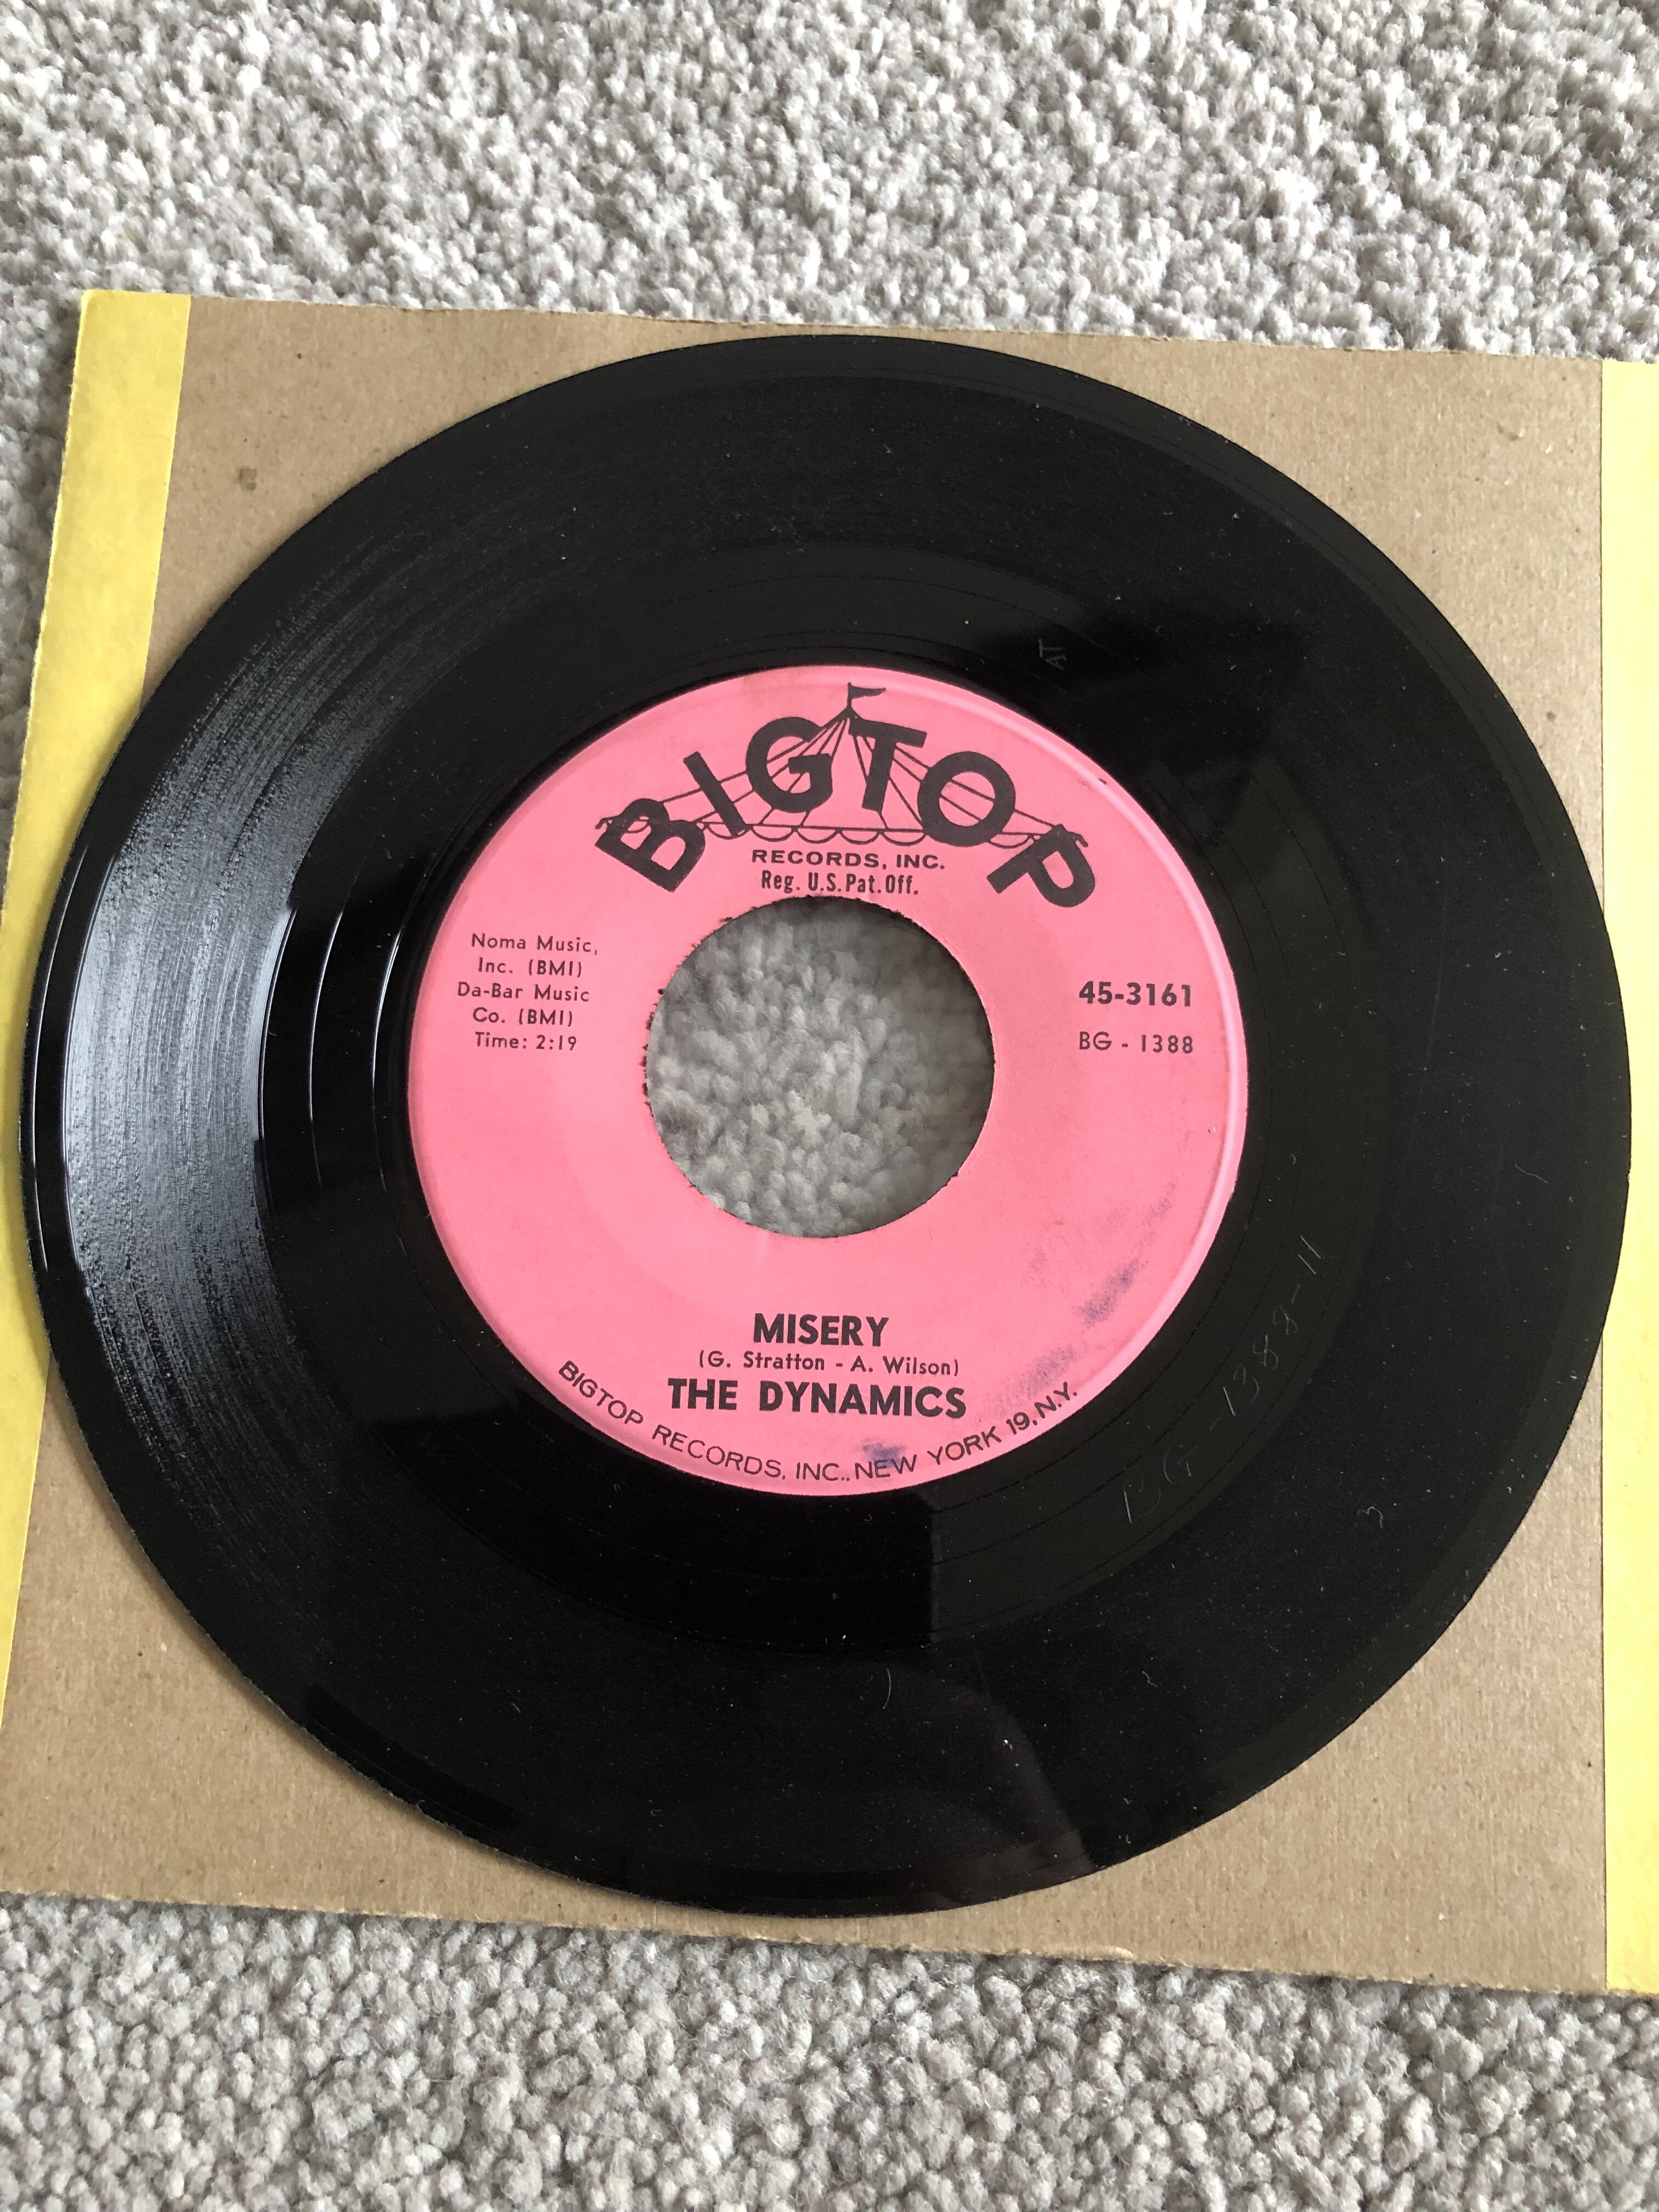 BIGTOP
RECORDS, INC.
Reg. U.S. Pat. Off.
Noma Music,
Inc. (BMI)
Da-Bar Music
Co. (BMI)
Time: 2:19
45-3161
BG - 1388
MISERY
(G. Stratton - A. Wilson)
THE DYNAMICS
BIGTOP RECORDS, INC., NEW YORK 19, N.Y.
AT
BG-1388-11